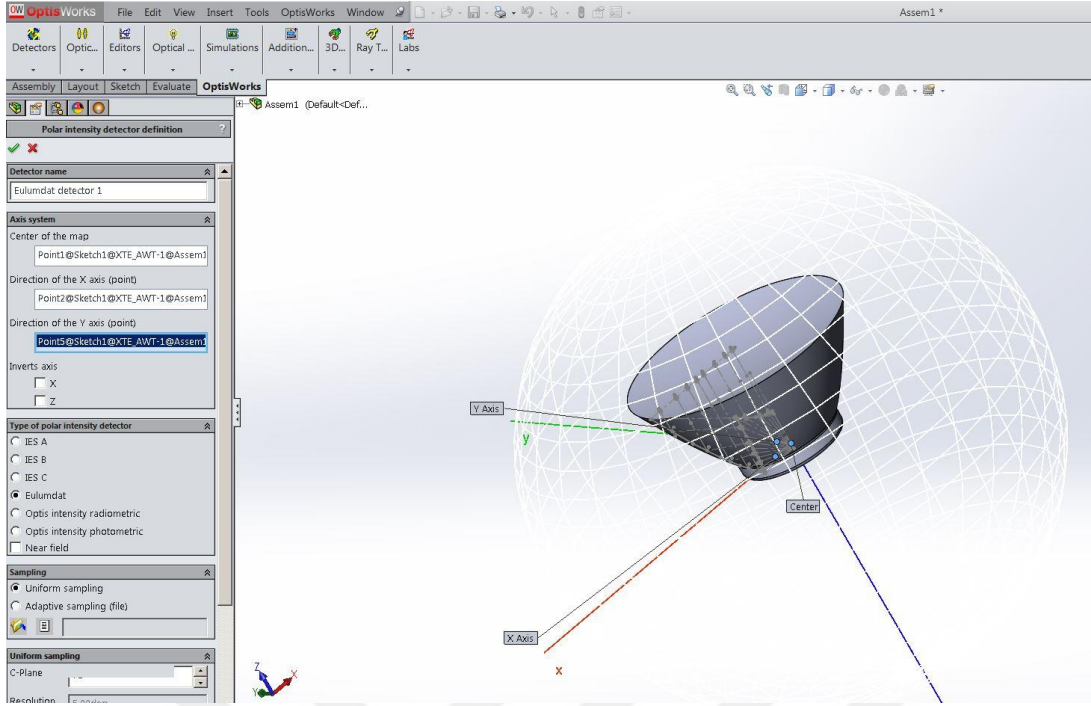 OW OptisWorks File Edit View Insert Tools OptisWorks Window Assem1 *
Detectors Optic... Editors Optical ... Simulations Addition... 3D... Ray T... Labs
Assembly Layout Sketch Evaluate OptisWorks
Assem1 (Default<Def...
Polar intensity detector definition ?
Detector name
Eulumdat detector 1
Axis system
Center of the map
Point1@Sketch1@XTE_AWT-1@Assem1
Direction of the X axis (point)
Point2@Sketch1@XTE_AWT-1@Assem1
Direction of the Y axis (point)
Point5@Sketch1@XTE_AWT-1@Assem1
Inverts axis
X
Z
Type of polar intensity detector
IES A
IES B
IES C
Eulumdat
Optis intensity radiometric
Optis intensity photometric
Near field
Sampling
Uniform sampling
Adaptive sampling (file)
Uniform sampling
C-Plane
Resolution
Y Axis
y
Center
X Axis
x
Z
X
Y